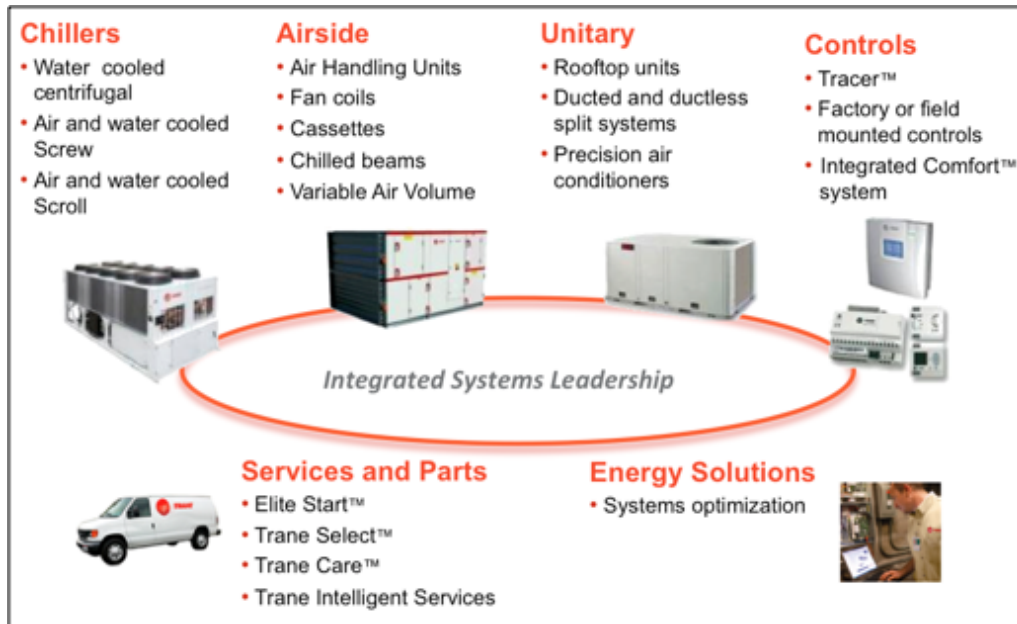 Chillers
• Water cooled
centrifugal
• Air and water cooled
Screw
• Air and water cooled
Scroll
Airside
• Air Handling Units
• Fan coils
• Cassettes
• Chilled beams
• Variable Air Volume
Unitary
• Rooftop units
• Ducted and ductless
split systems
• Precision air
conditioners
Controls
• Tracer™
• Factory or field
mounted controls
• Integrated Comfort™
system
Integrated Systems Leadership
Services and Parts
• Elite Start™
• Trane Select™
• Trane Care™
• Trane Intelligent Services
TRANE
Energy Solutions
• Systems optimization